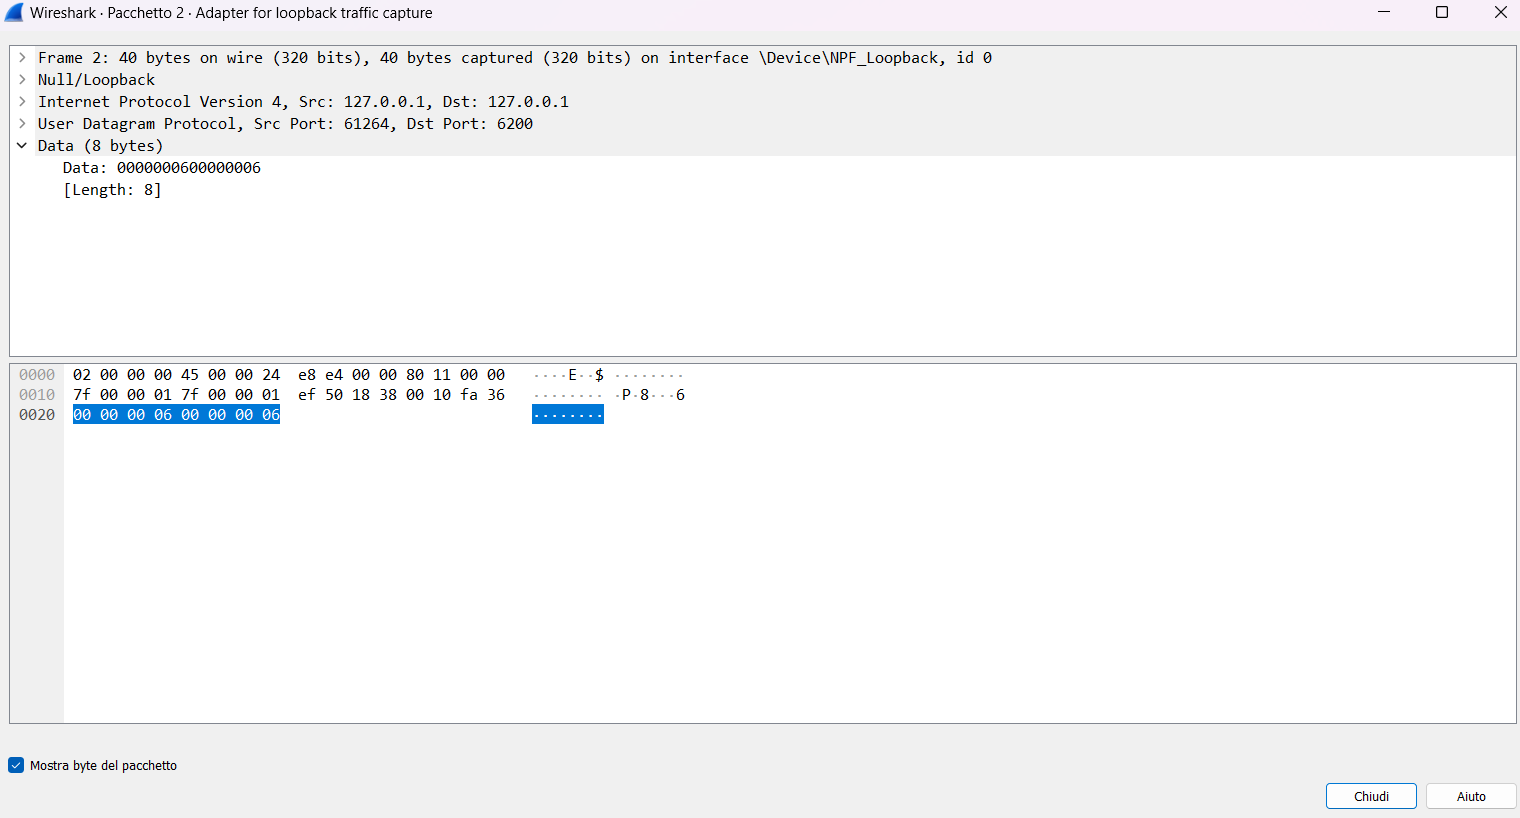 Wireshark · Pacchetto 2 · Adapter for loopback traffic capture
Frame 2: 40 bytes on wire (320 bits), 40 bytes captured (320 bits) on interface \Device\NPF_Loopback, id 0
Null/Loopback
Internet Protocol Version 4, Src: 127.0.0.1, Dst: 127.0.0.1
User Datagram Protocol, Src Port: 61264, Dst Port: 6200
Data (8 bytes)
Data: 0000000600000006
[Length: 8]
0000 02 00 00 00 45 00 00 24 e8 e4 00 00 80 11 00 00 ····E··$ ········
0010 7f 00 00 01 7f 00 00 01 ef 50 18 38 00 10 fa 36 ········ ·P·8···6
0020 00 00 00 06 00 00 00 06 ········
Mostra byte del pacchetto
Chiudi
Aiuto